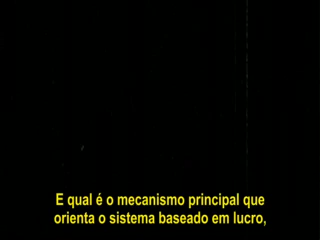 E qual é o mecanismo principal que
orienta o sistema baseado em lucro,